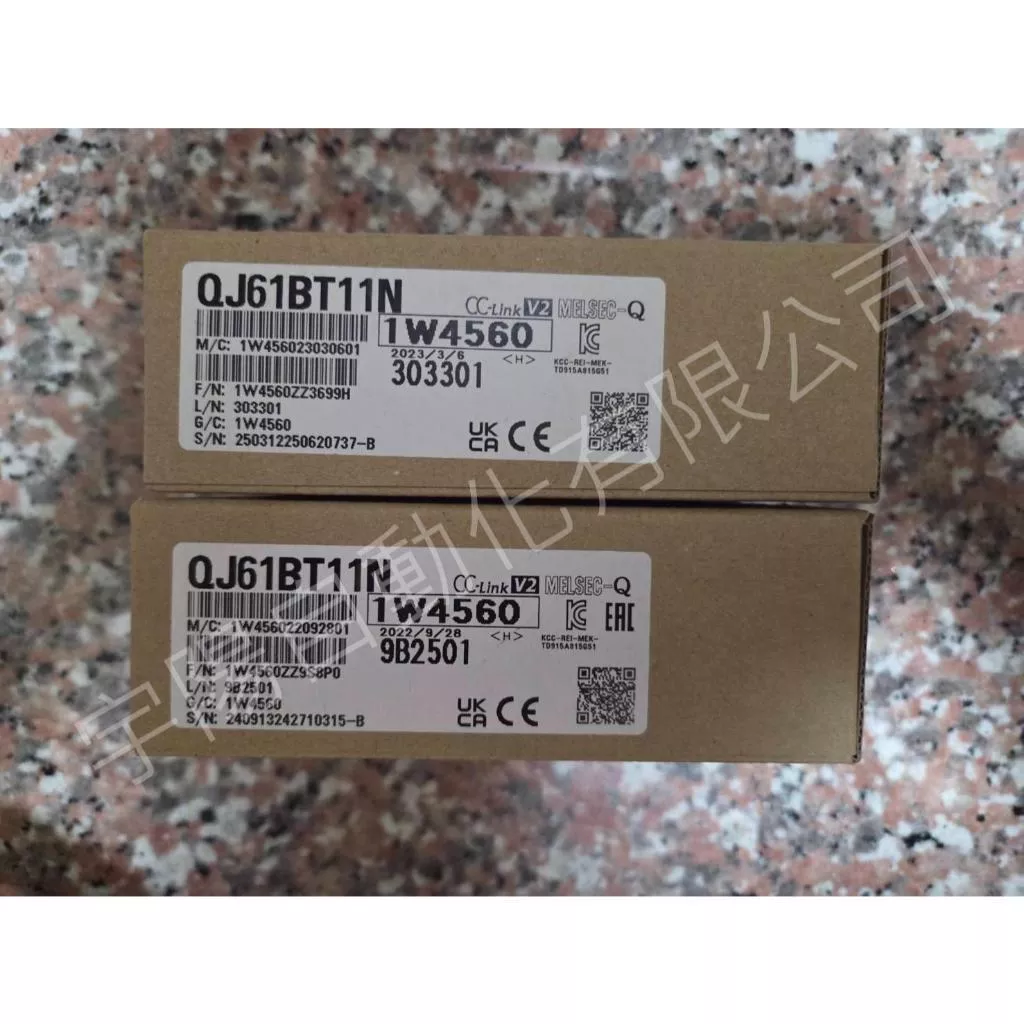 QJ61BT11N
CC-Link V2 MELSEC-Q
1W4560
M/C: 1W456023030601
2023/3/6
<H>
KCC-REI-MEK-
TD915A815G51
303301
F/N: 1W4560ZZ3699H
L/N: 303301
G/C: 1W4560
S/N: 250312250620737-B
UK
CA CE
QJ61BT11N
CC-Link V2 MELSEC-Q
1W4560
EAC
M/C: 1W456022092801
2022/9/28
<H>
KCC-REI-MEK-
TD915A815G51
9B2501
F/N: 1W4560ZZ9S8P0
L/N: 9B2501
G/C: 1W4560
S/N: 240913242710315-B
UK
CA CE
自動化有限公司